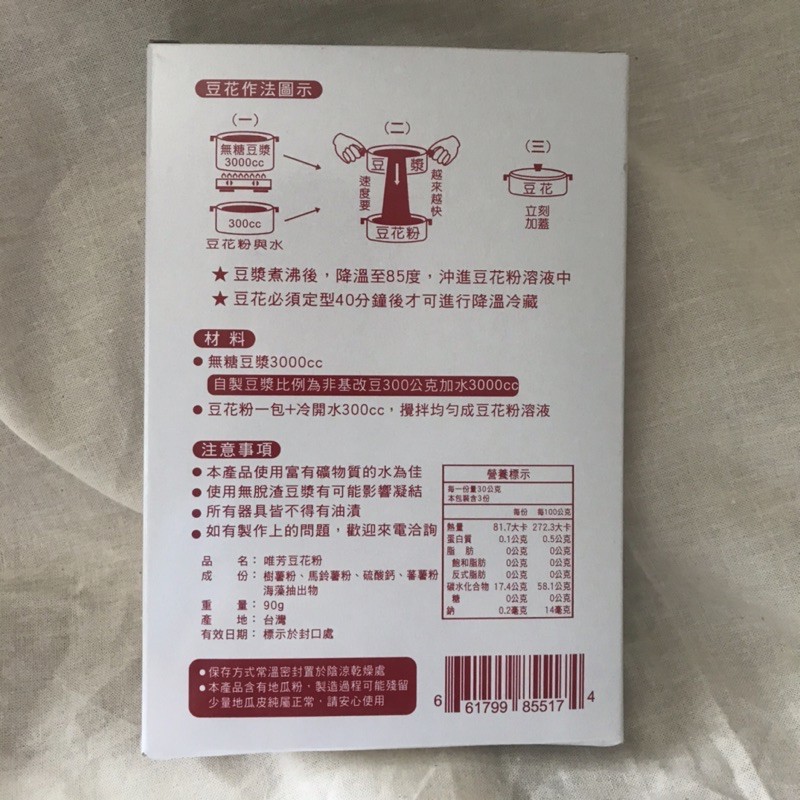 豆花作法圖示
(一)
無糖豆漿
3000cc
300cc
豆花粉與水
(二)
豆漿
速度要
越來越快
豆花粉
(三)
豆花
立刻
加蓋
★ 豆漿煮沸後，降溫至85度，沖進豆花粉溶液中
★ 豆花必須定型40分鐘後才可進行降溫冷藏
材料
● 無糖豆漿3000cc
自製豆漿比例為非基改豆300公克加水3000cc
● 豆花粉一包+冷開水300cc，攪拌均勻成豆花粉溶液
注意事項
● 本產品使用富有礦物質的水為佳
● 使用無脫渣豆漿有可能影響凝結
● 所有器具皆不得有油漬
● 如有製作上的問題，歡迎來電洽詢
品　名：唯芳豆花粉
成　份：樹薯粉、馬鈴薯粉、硫酸鈣、蕃薯粉
海藻抽出物
重　量：90g
產　地：台灣
有效日期：標示於封口處
營養標示
每一份量30公克
本包裝含3份
每份 每100公克
熱量 81.7大卡 272.3大卡
蛋白質 0.1公克 0.5公克
脂肪 0公克 0公克
飽和脂肪 0公克 0公克
反式脂肪 0公克 0公克
碳水化合物 17.4公克 58.1公克
糖 0公克 0公克
鈉 0.2毫克 14毫克
● 保存方式常溫密封置於陰涼乾燥處
● 本產品含有地瓜粉，製造過程可能殘留
少量地瓜皮純屬正常，請安心使用
6 61799 85517 4